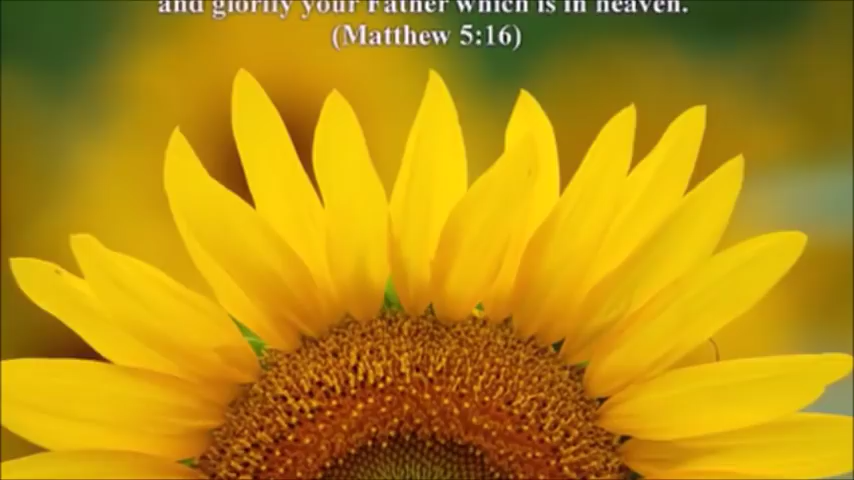 and glorify your Father which is in heaven.
(Matthew 5:16)